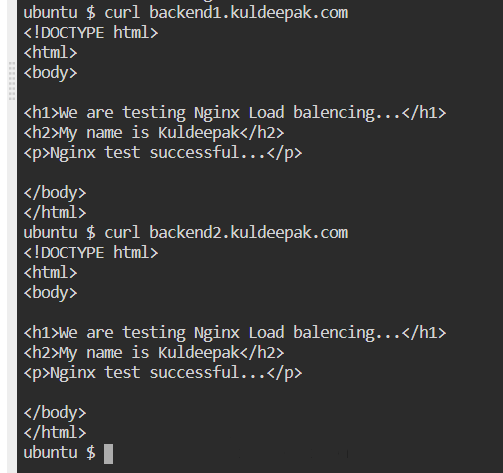 ubuntu $ curl backend1.kuldeepak.com
<!DOCTYPE html>
<html>
<body>
<h1>We are testing Nginx Load balencing...</h1>
<h2>My name is Kuldeepak</h2>
<p>Nginx test successful...</p>
</body>
</html>
ubuntu $ curl backend2.kuldeepak.com
<!DOCTYPE html>
<html>
<body>
<h1>We are testing Nginx Load balencing...</h1>
<h2>My name is Kuldeepak</h2>
<p>Nginx test successful...</p>
</body>
</html>
ubuntu $